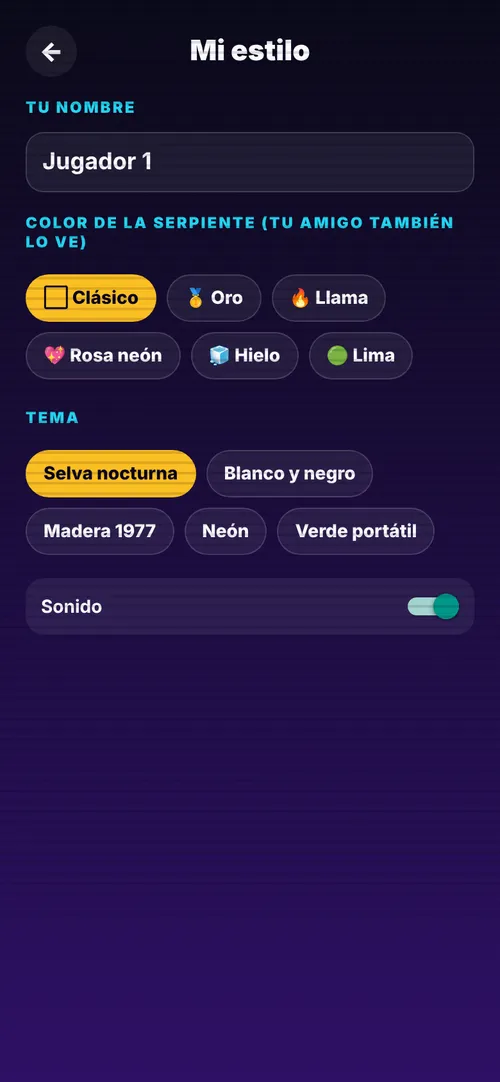 Mi estilo
TU NOMBRE
Jugador 1
COLOR DE LA SERPIENTE (TU AMIGO TAMBIÉN
LO VE)
Clásico
🥇 Oro
🔥 Llama
💖 Rosa neón
🧊 Hielo
🟢 Lima
TEMA
Selva nocturna
Blanco y negro
Madera 1977
Neón
Verde portátil
Sonido